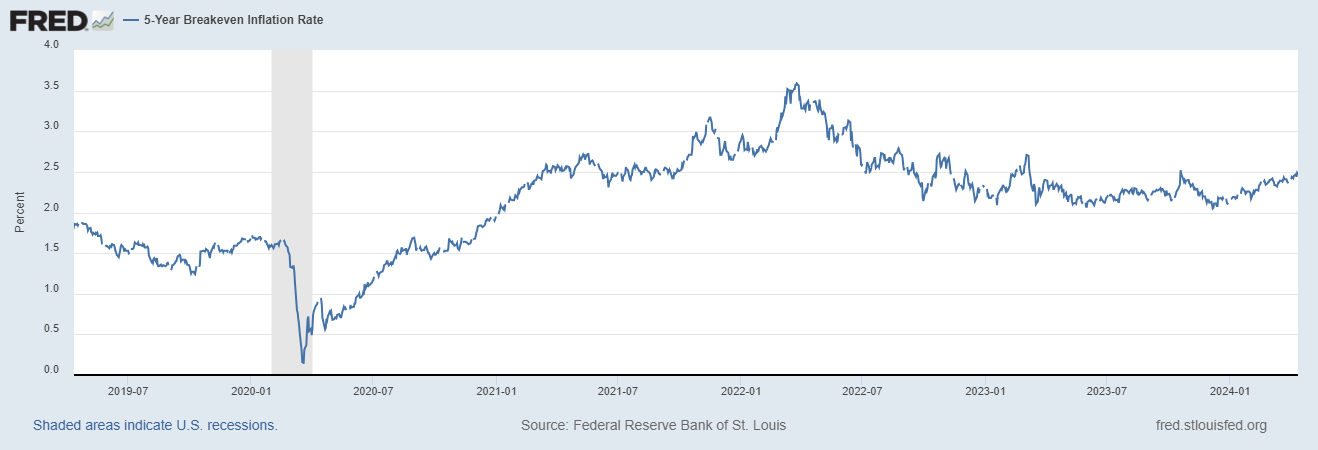 FRED 5-Year Breakeven Inflation Rate
4.0
3.5
3.0
2.5
2.0
1.5
1.0
0.5
0.0
Percent
2019-07 2020-01 2020-07 2021-01 2021-07 2022-01 2022-07 2023-01 2023-07 2024-01
Shaded areas indicate U.S. recessions. Source: Federal Reserve Bank of St. Louis fred.stlouisfed.org